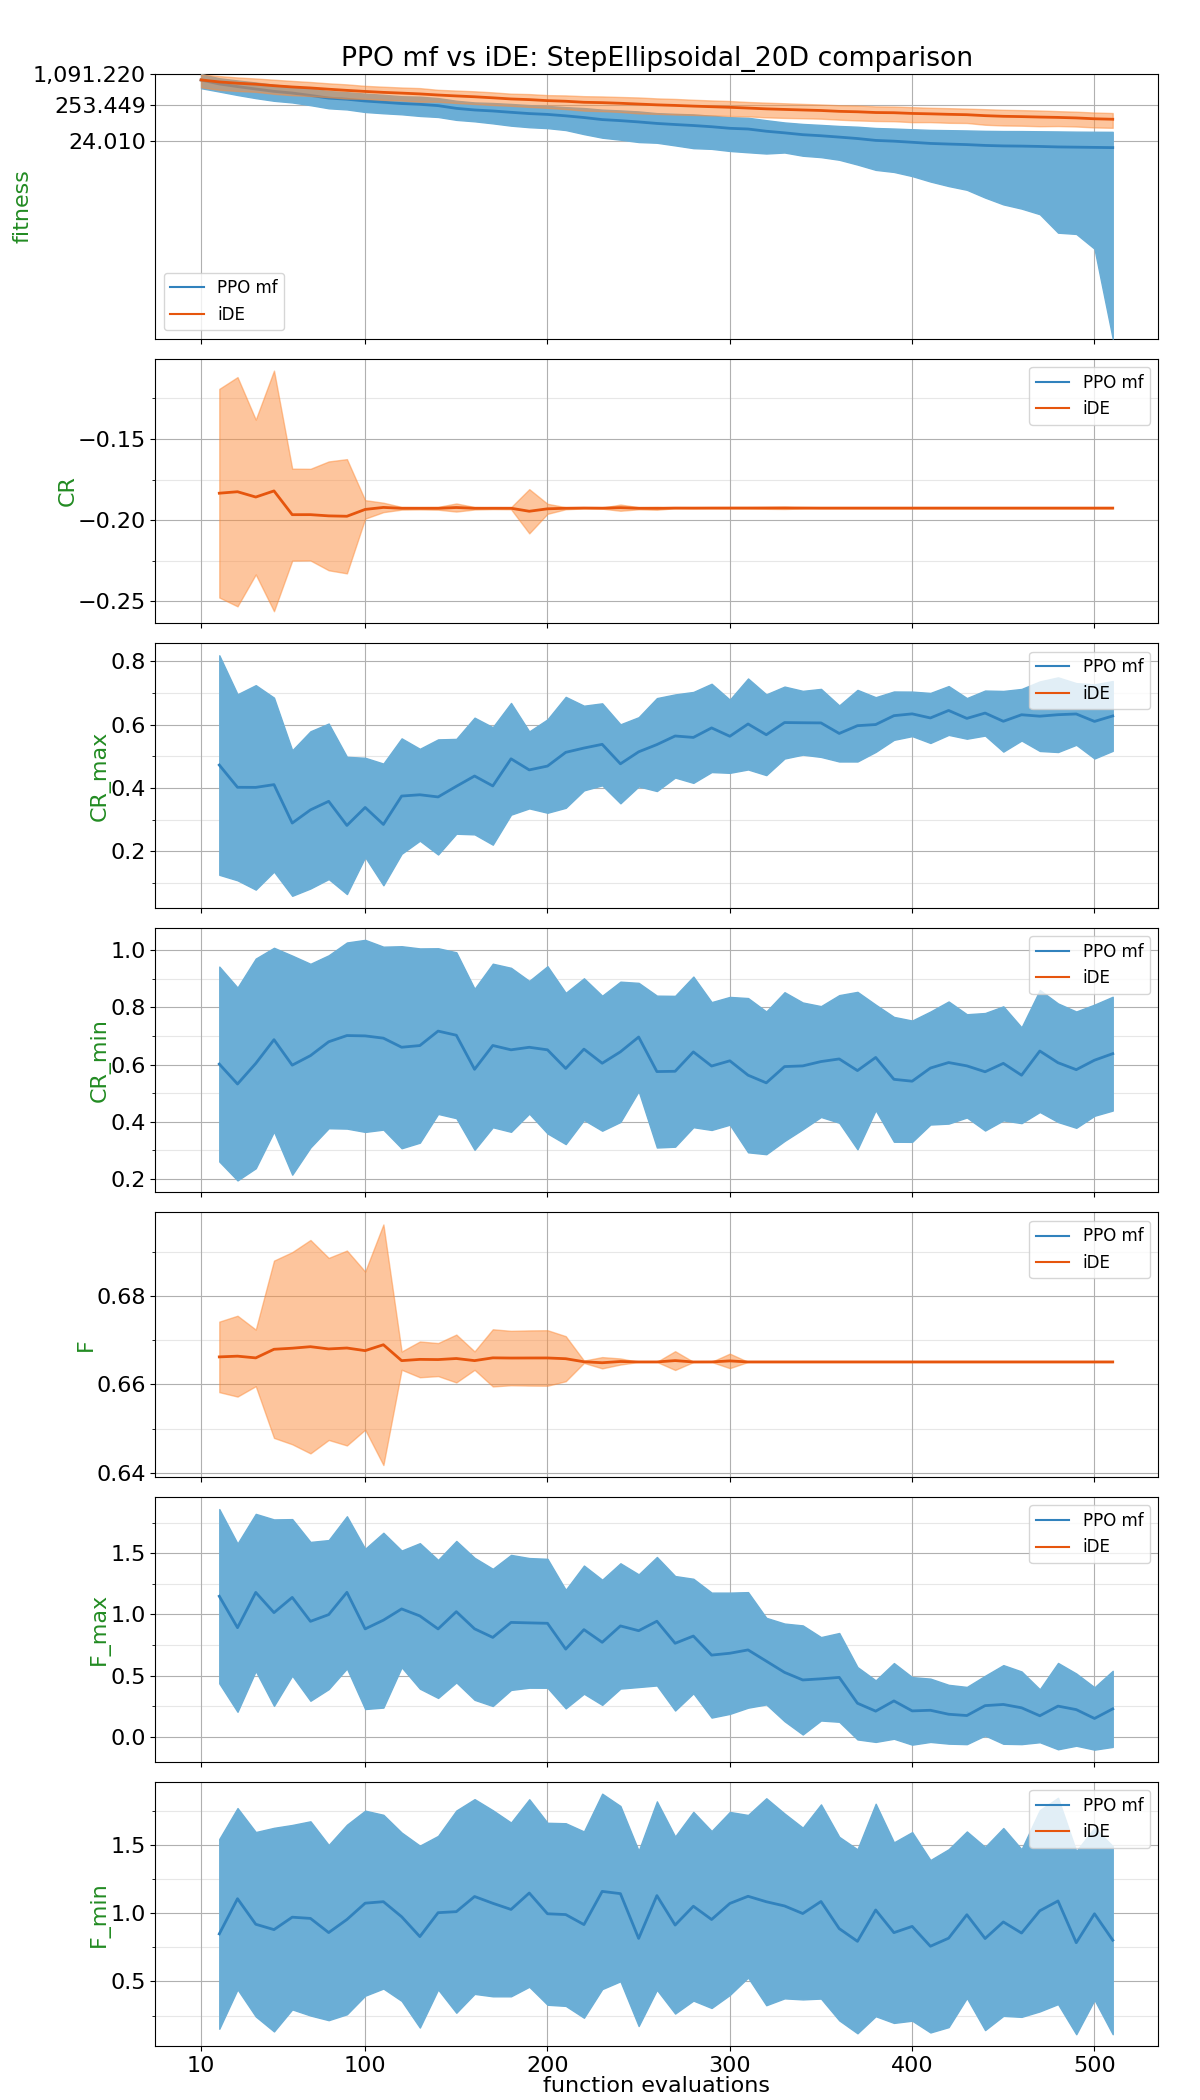 PPO mf vs iDE: StepEllipsoidal_20D comparison
1,091.220
253.449
24.010
fitness
PPO mf
iDE
PPO mf
iDE
−0.15
−0.20
−0.25
CR
PPO mf
iDE
0.8
0.6
0.4
0.2
CR_max
PPO mf
iDE
1.0
0.8
0.6
0.4
0.2
CR_min
PPO mf
iDE
0.68
0.66
0.64
F
PPO mf
iDE
1.5
1.0
0.5
0.0
F_max
PPO mf
iDE
1.5
1.0
0.5
F_min
10 100 200 300 400 500
function evaluations